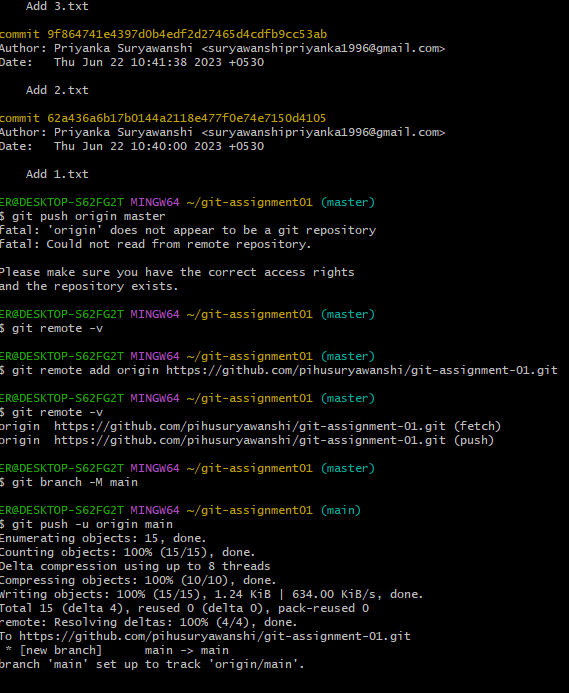 Add 3.txt
commit 9f864741e4397d0b4edf2d27465d4cdfb9cc53ab
Author: Priyanka Suryawanshi <suryawanshipriyanka1996@gmail.com>
Date:   Thu Jun 22 10:41:38 2023 +0530
Add 2.txt
commit 62a436a6b17b0144a2118e477f0e74e7150d4105
Author: Priyanka Suryawanshi <suryawanshipriyanka1996@gmail.com>
Date:   Thu Jun 22 10:40:00 2023 +0530
Add 1.txt
ER@DESKTOP-S62FG2T MINGW64 ~/git-assignment01 (master)
$ git push origin master
fatal: 'origin' does not appear to be a git repository
fatal: Could not read from remote repository.
Please make sure you have the correct access rights
and the repository exists.
ER@DESKTOP-S62FG2T MINGW64 ~/git-assignment01 (master)
$ git remote -v
ER@DESKTOP-S62FG2T MINGW64 ~/git-assignment01 (master)
$ git remote add origin https://github.com/pihusuryawanshi/git-assignment-01.git
ER@DESKTOP-S62FG2T MINGW64 ~/git-assignment01 (master)
$ git remote -v
origin  https://github.com/pihusuryawanshi/git-assignment-01.git (fetch)
origin  https://github.com/pihusuryawanshi/git-assignment-01.git (push)
ER@DESKTOP-S62FG2T MINGW64 ~/git-assignment01 (master)
$ git branch -M main
ER@DESKTOP-S62FG2T MINGW64 ~/git-assignment01 (main)
$ git push -u origin main
Enumerating objects: 15, done.
Counting objects: 100% (15/15), done.
Delta compression using up to 8 threads
Compressing objects: 100% (10/10), done.
Writing objects: 100% (15/15), 1.24 KiB | 634.00 KiB/s, done.
Total 15 (delta 4), reused 0 (delta 0), pack-reused 0
remote: Resolving deltas: 100% (4/4), done.
To https://github.com/pihusuryawanshi/git-assignment-01.git
* [new branch]      main -> main
branch 'main' set up to track 'origin/main'.